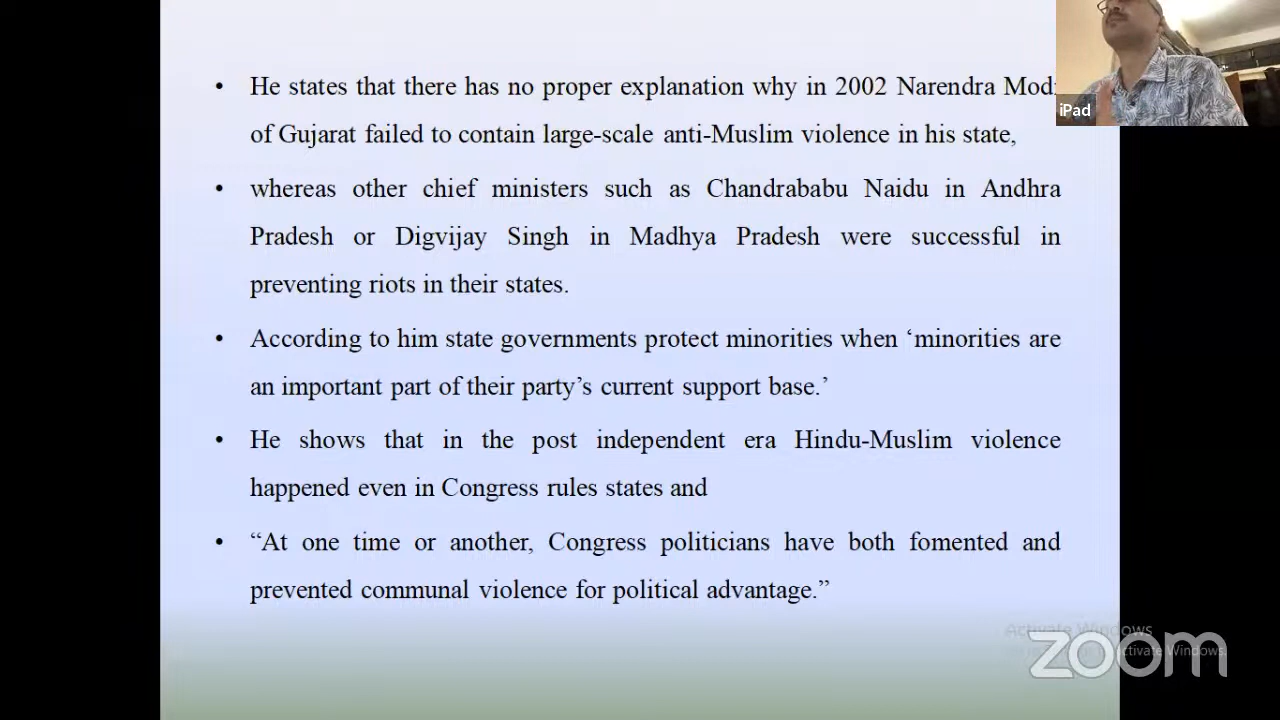 • He states that there has no proper explanation why in 2002 Narendra Modi
of Gujarat failed to contain large-scale anti-Muslim violence in his state,
• whereas other chief ministers such as Chandrababu Naidu in Andhra
Pradesh or Digvijay Singh in Madhya Pradesh were successful in
preventing riots in their states.
• According to him state governments protect minorities when ‘minorities are
an important part of their party’s current support base.’
• He shows that in the post independent era Hindu-Muslim violence
happened even in Congress rules states and
• “At one time or another, Congress politicians have both fomented and
prevented communal violence for political advantage.”
iPad
Activate Windows
zoom
Activate Windows.